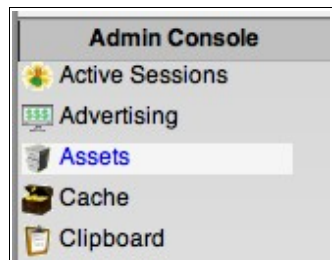 Admin Console
Active Sessions
Advertising
Assets
Cache
Clipboard